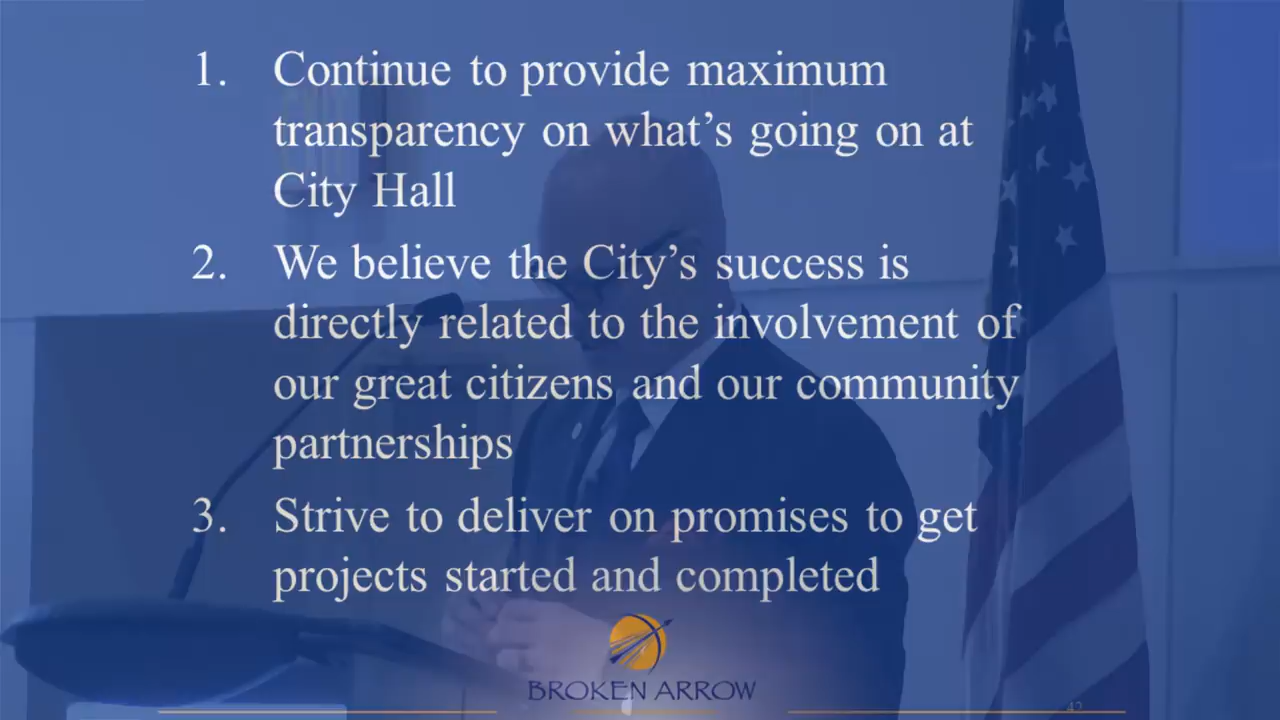 1. Continue to provide maximum
transparency on what's going on at
City Hall
2. We believe the City's success is
directly related to the involvement of
our great citizens and our community
partnerships
3. Strive to deliver on promises to get
projects started and completed
BROKEN ARROW
42